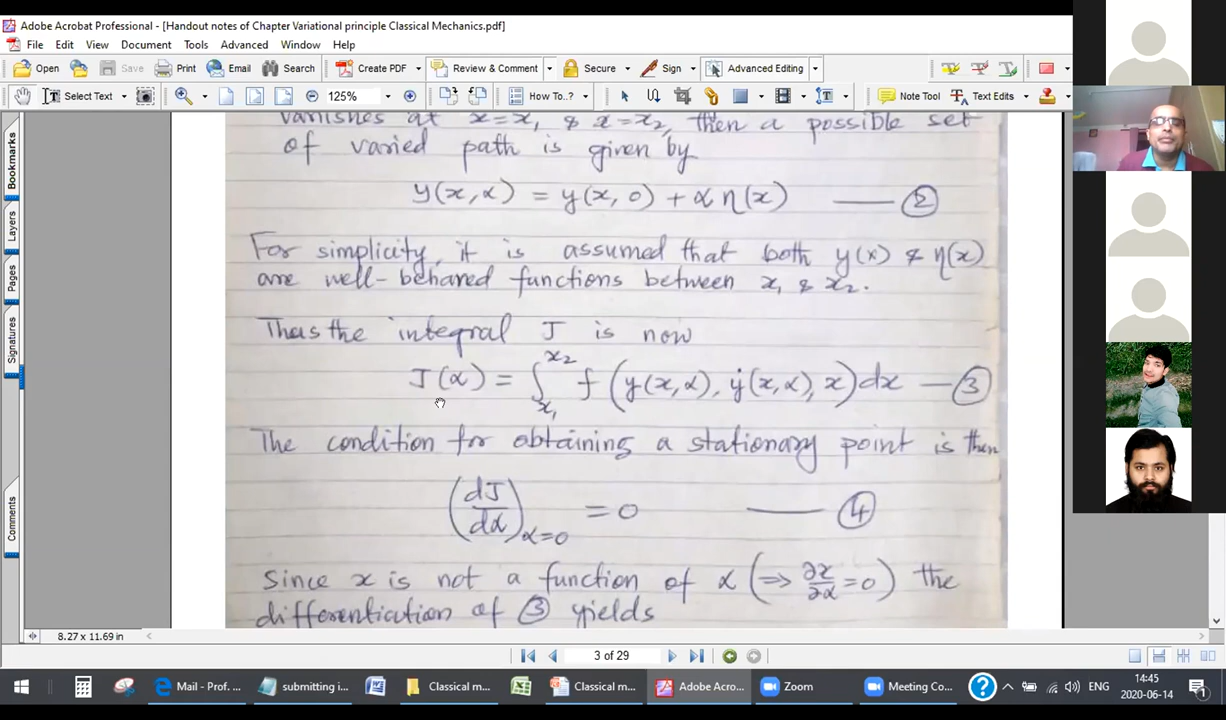 Adobe Acrobat Professional - [Handout notes of Chapter Variational principle Classical Mechanics.pdf]
File Edit View Document Tools Advanced Window Help
Open Save Print Email Search Create PDF Review & Comment Secure Sign Advanced Editing
Select Text 125% How To..? Note Tool Text Edits
Bookmarks
Layers
Pages
Signatures
Comments
vanishes at x=x₁ & x=x₂, then a possible set
of varied path is given by
y(x,α) = y(x,0) + α η(x) —— ②
For simplicity, it is assumed that both y(x) & η(x)
are well-behaved functions between x₁ & x₂.
Thus the integral J is now
J(α) = ∫ₓ₁ˣ² f (y(x,α), ẏ(x,α), x) dx — ③
The condition for obtaining a stationary point is then
(dJ/dα)α=0 = 0 —— ④
Since x is not a function of α (⇒ ∂x/∂α = 0) the
differentiation of ③ yields
8.27 x 11.69 in
3 of 29
Mail - Prof. ... submitting i... Classical m... Classical m... Adobe Acro... Zoom Meeting Co... ENG 14:45
2020-06-14